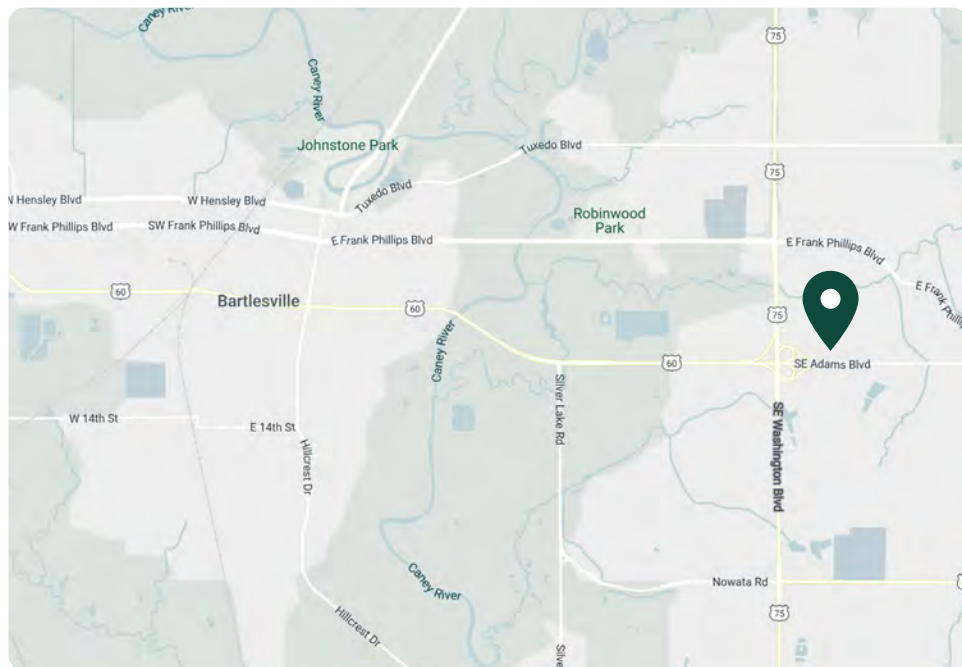 Caney River
75
Caney River
Johnstone Park
Tuxedo Blvd
75
Tuxedo Blvd
W Hensley Blvd
W Hensley Blvd
Robinwood
Park
W Frank Phillips Blvd
SW Frank Phillips Blvd
E Frank Phillips Blvd
E Frank Phillips Blvd
E Frank Phillips
60
Bartlesville
60
75
Caney River
60
SE Adams Blvd
Silver Lake Rd
W 14th St
E 14th St
Hillcrest Dr
SE Washington Blvd
Caney River
Nowata Rd
75
Hillcrest Dr
Silve